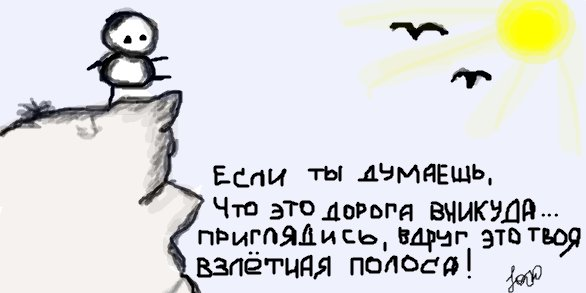 Если ты думаешь,
Что это дорога вникуда...
приглядись, вдруг это твоя
взлётная полоса!